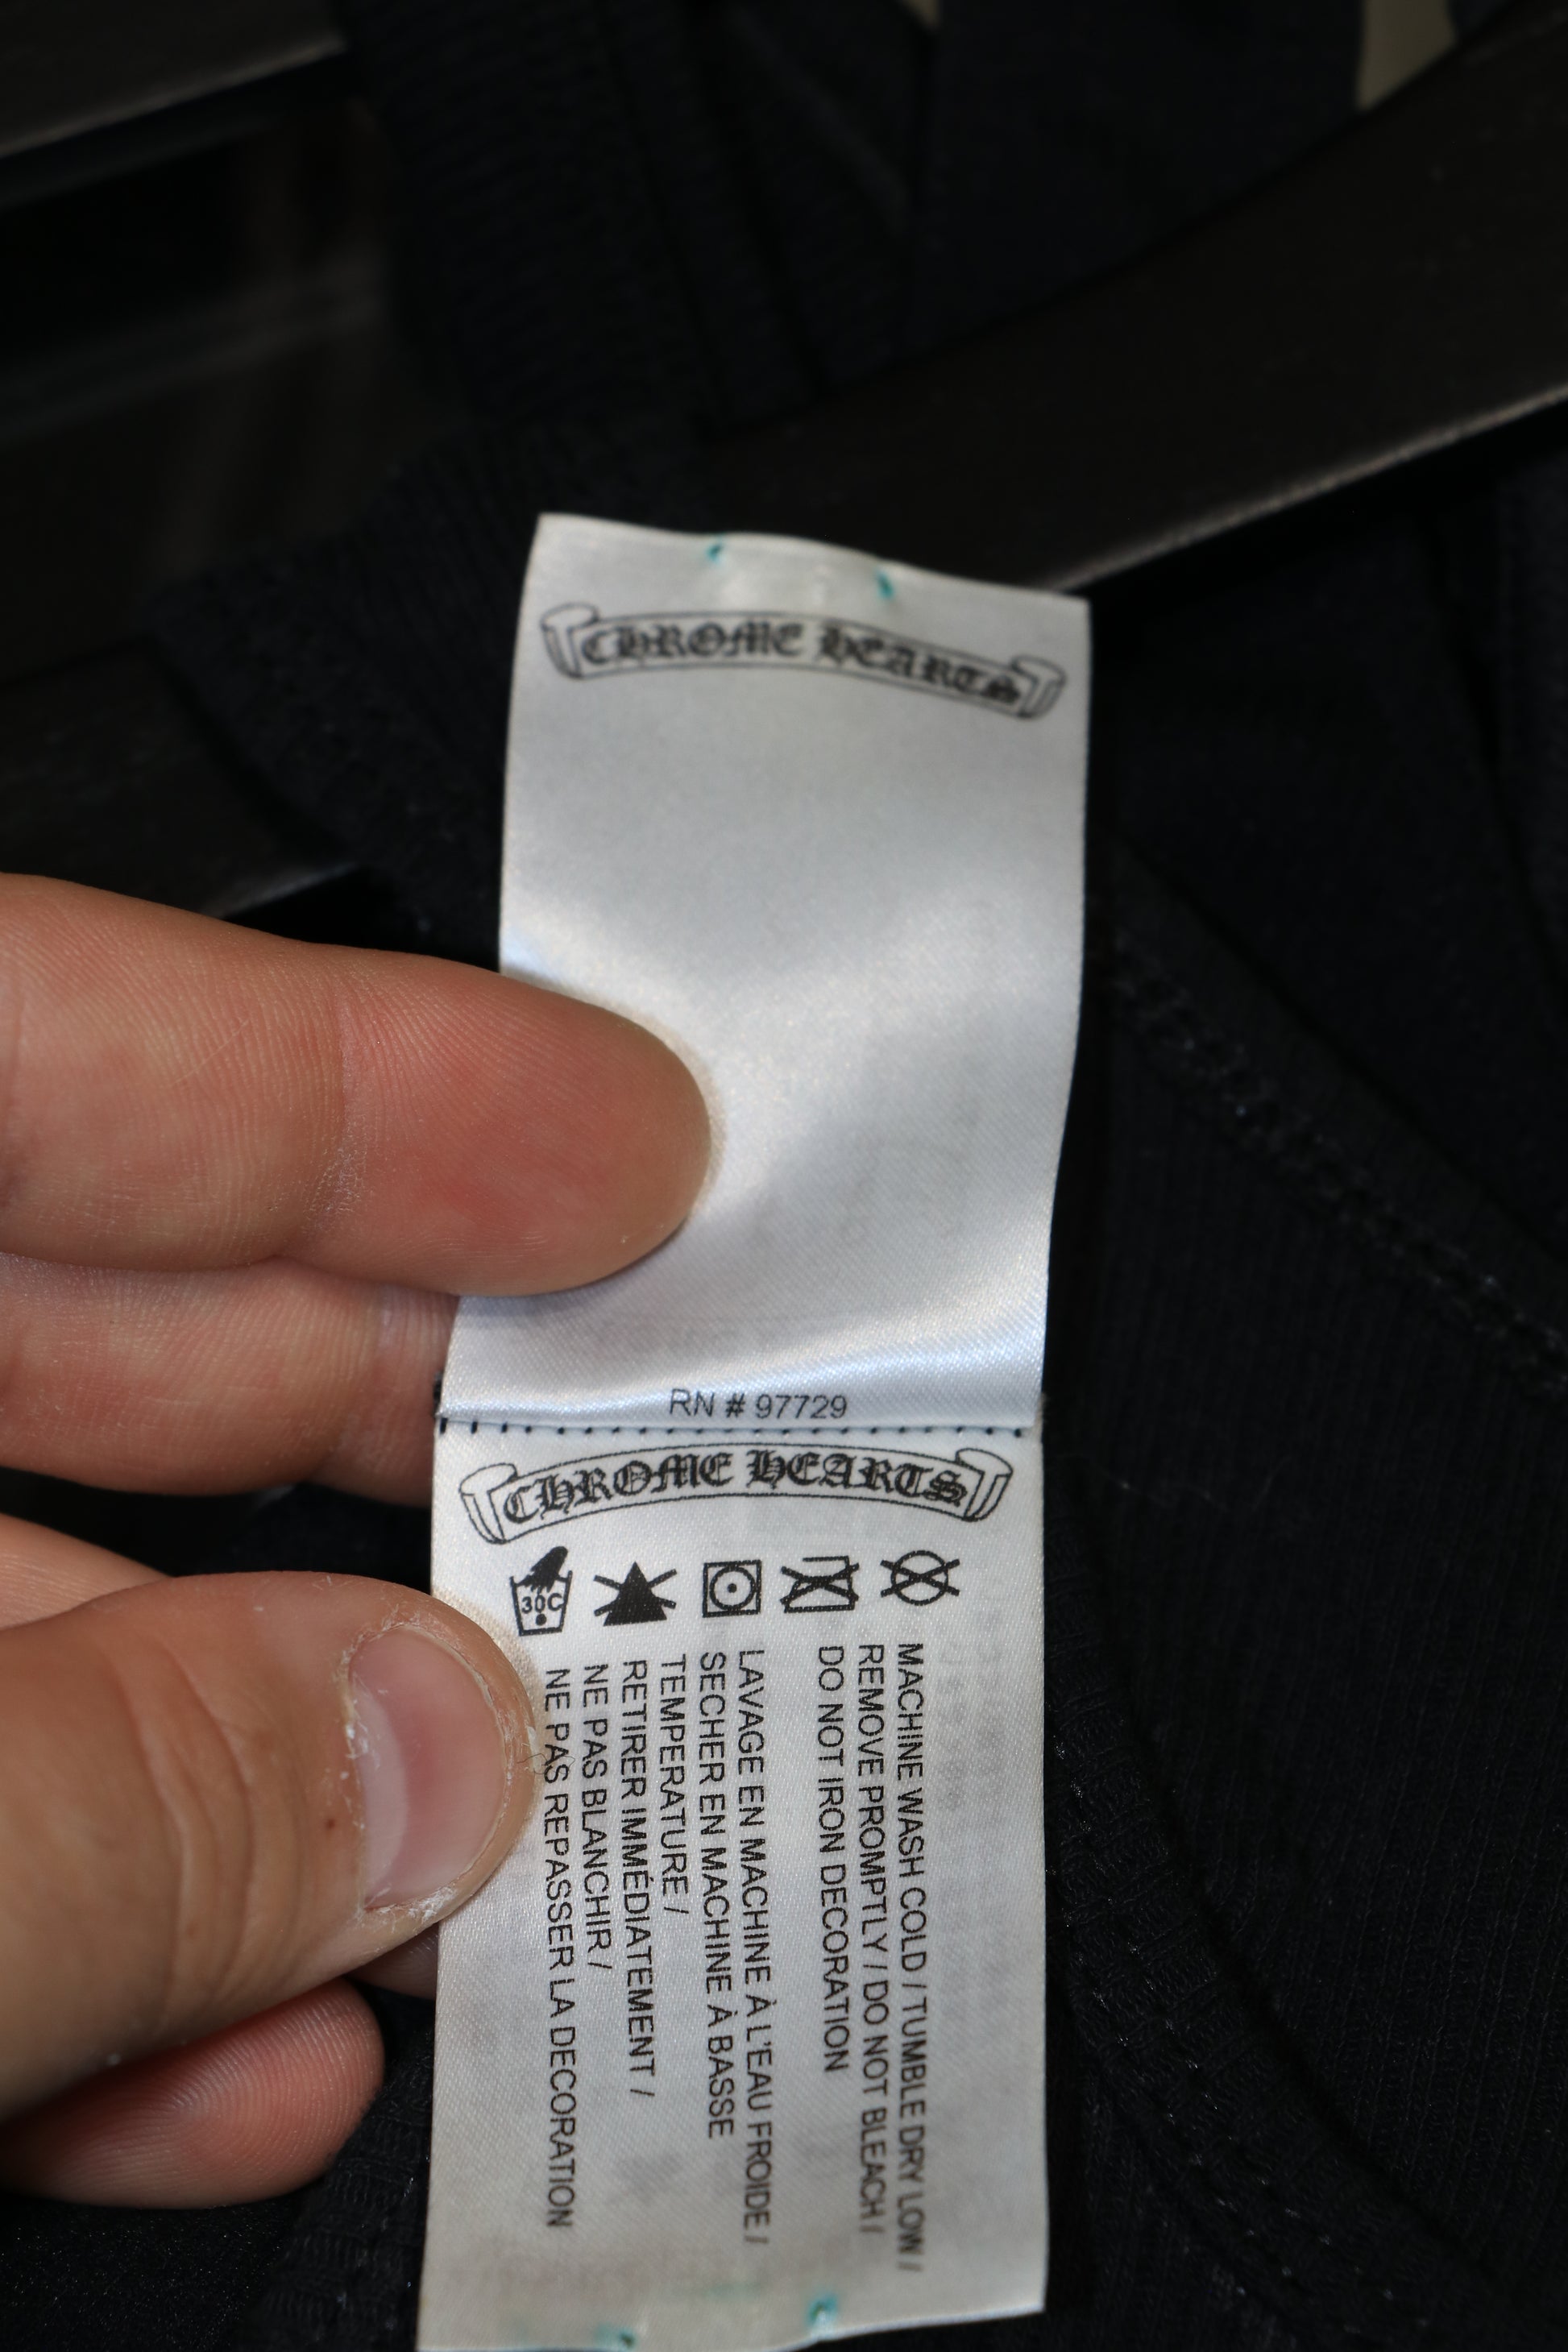 CHROME HEARTS
RN # 97729
CHROME HEARTS
30C
MACHINE WASH COLD / TUMBLE DRY LOW /
REMOVE PROMPTLY / DO NOT BLEACH /
DO NOT IRON DECORATION
LAVAGE EN MACHINE À L'EAU FROIDE /
SECHER EN MACHINE À BASSE
TEMPERATURE /
RETIRER IMMÉDIATEMENT /
NE PAS BLANCHIR /
NE PAS REPASSER LA DECORATION